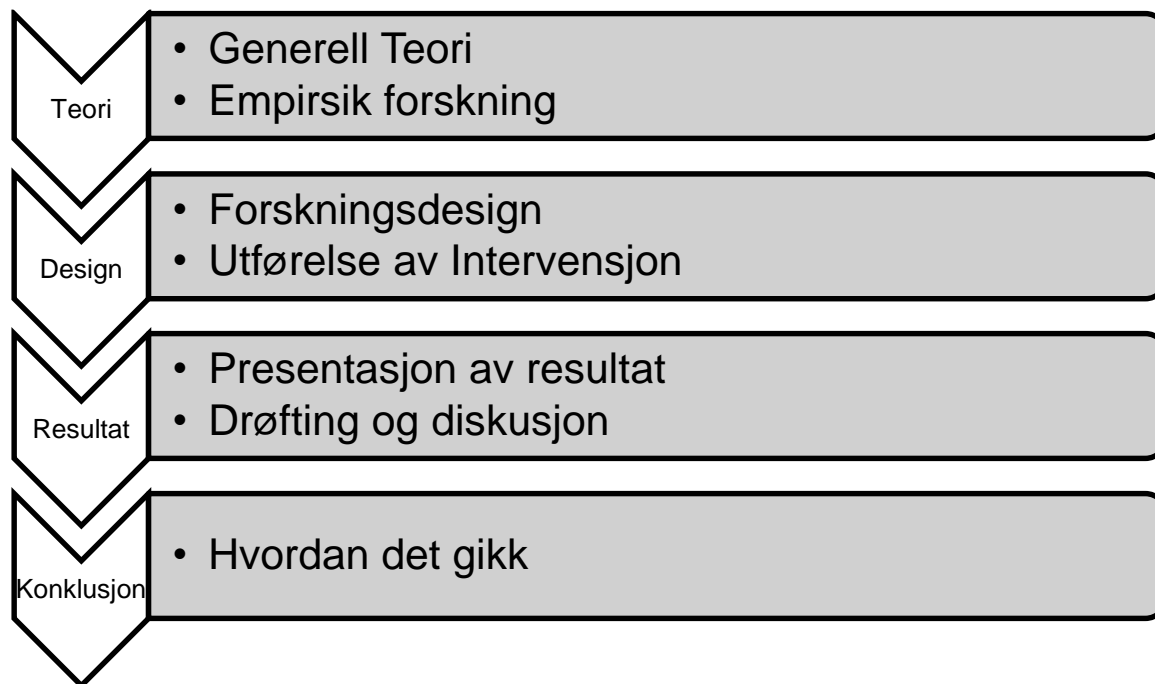 Teori
• Generell Teori
• Empirsik forskning
Design
• Forskningsdesign
• Utførelse av Intervensjon
Resultat
• Presentasjon av resultat
• Drøfting og diskusjon
Konklusjon
• Hvordan det gikk